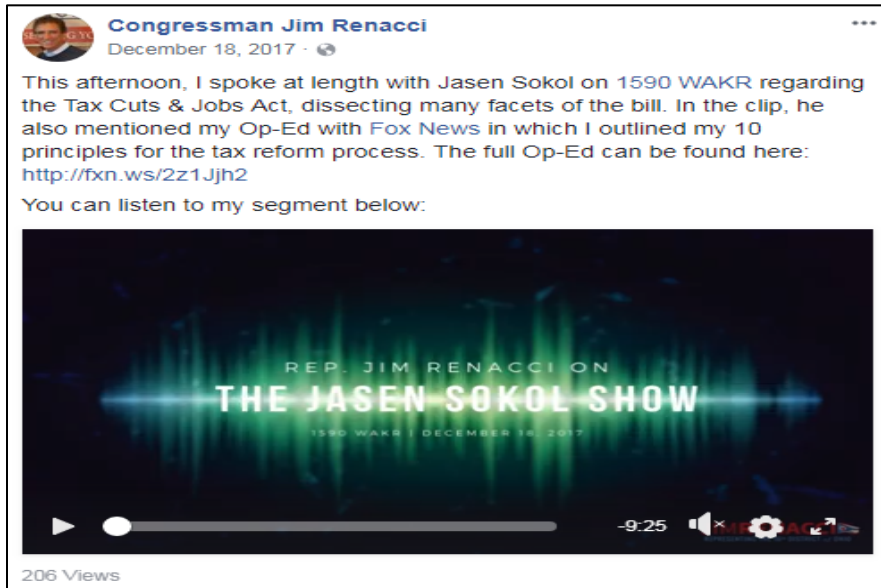 Congressman Jim Renacci
December 18, 2017 ·
This afternoon, I spoke at length with Jasen Sokol on 1590 WAKR regarding
the Tax Cuts & Jobs Act, dissecting many facets of the bill. In the clip, he
also mentioned my Op-Ed with Fox News in which I outlined my 10
principles for the tax reform process. The full Op-Ed can be found here:
http://fxn.ws/2z1Jjh2
You can listen to my segment below:
REP. JIM RENACCI ON
THE JASEN SOKOL SHOW
1590 WAKR | DECEMBER 18, 2017
-9:25
206 Views